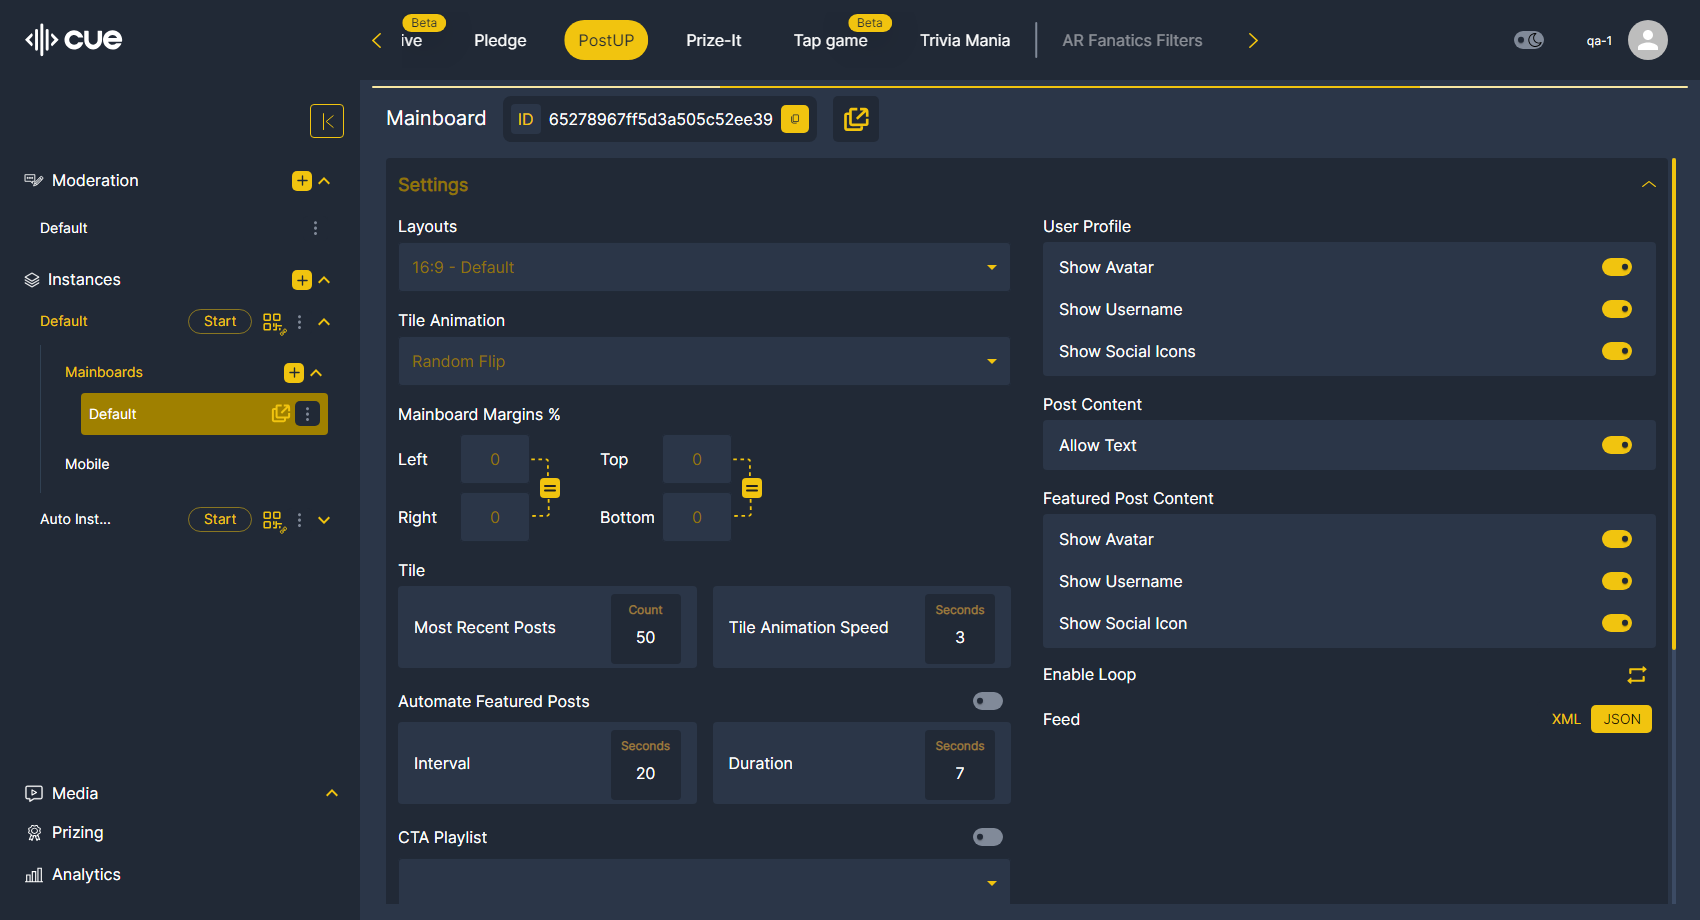 cue
Beta
ive
Pledge
PostUP
Prize-It
Beta
Tap game
Trivia Mania
AR Fanatics Filters
qa-1
Moderation
Default
Instances
Default
Start
Mainboards
Default
Mobile
Auto Inst...
Start
Media
Prizing
Analytics
Mainboard
ID
65278967ff5d3a505c52ee39
Settings
Layouts
16:9 - Default
Tile Animation
Random Flip
Mainboard Margins %
Left
0
Top
0
Right
0
Bottom
0
Tile
Most Recent Posts
Count
50
Tile Animation Speed
Seconds
3
Automate Featured Posts
Interval
Seconds
20
Duration
Seconds
7
CTA Playlist
User Profile
Show Avatar
Show Username
Show Social Icons
Post Content
Allow Text
Featured Post Content
Show Avatar
Show Username
Show Social Icon
Enable Loop
Feed
XML
JSON